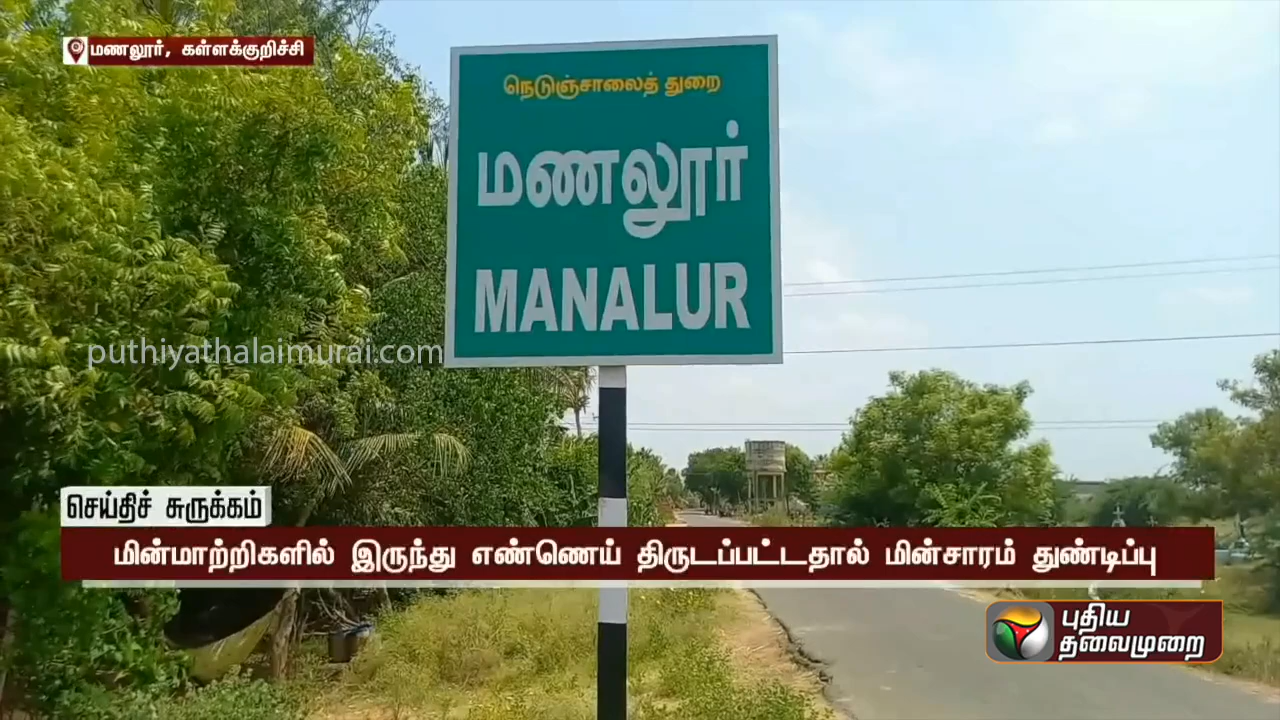 மணலூர், கள்ளக்குறிச்சி
நெடுஞ்சாலைத் துறை
மணலூர்
MANALUR
puthiyathalaimurai.com
செய்திச் சுருக்கம்
மின்மாற்றிகளில் இருந்து எண்ணெய் திருடப்பட்டதால் மின்சாரம் துண்டிப்பு
புதிய
தலைமுறை